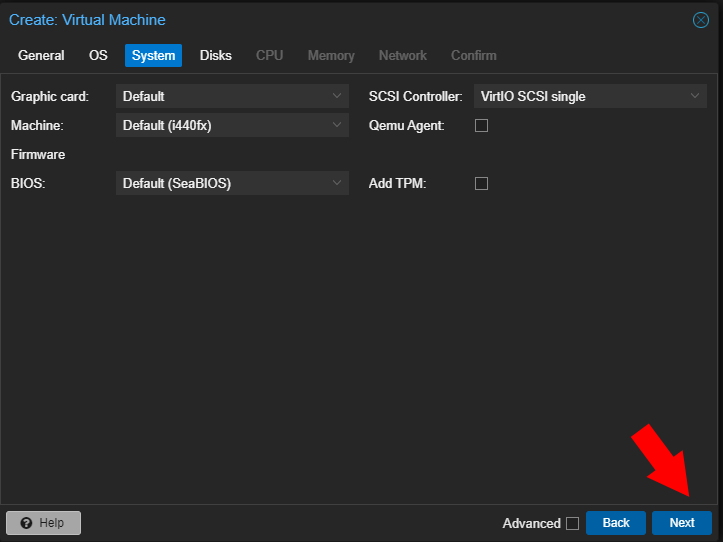 Create: Virtual Machine
General OS System Disks CPU Memory Network Confirm
Graphic card: Default SCSI Controller: VirtIO SCSI single
Machine: Default (i440fx) Qemu Agent:
Firmware
BIOS: Default (SeaBIOS) Add TPM:
Help Advanced Back Next